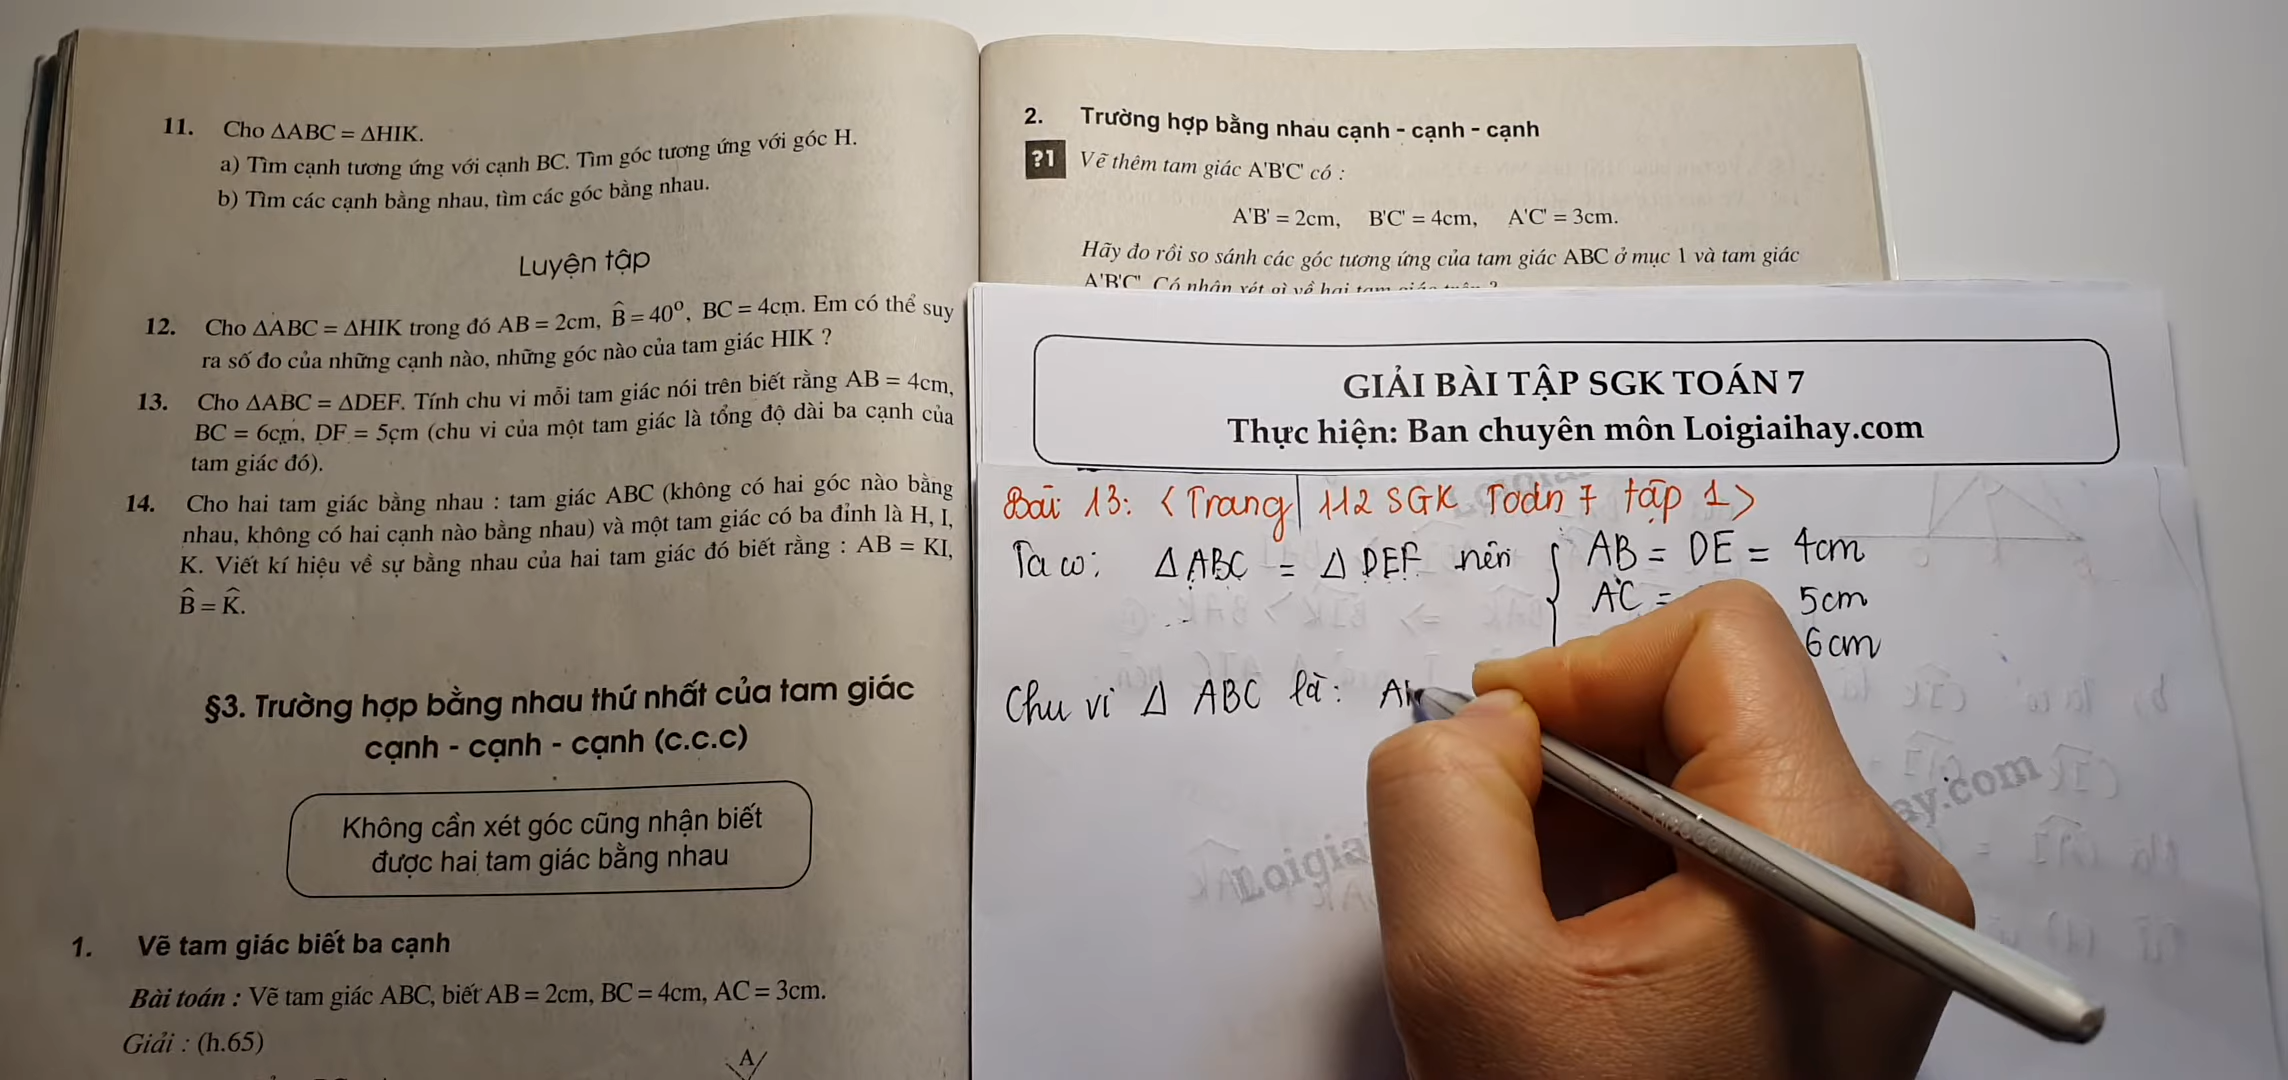 11. Cho ΔABC = ΔHIK.
a) Tìm cạnh tương ứng với cạnh BC. Tìm góc tương ứng với góc H.
b) Tìm các cạnh bằng nhau, tìm các góc bằng nhau.
Luyện tập
12. Cho ΔABC = ΔHIK trong đó AB = 2cm, B̂ = 40°, BC = 4cm. Em có thể suy
ra số đo của những cạnh nào, những góc nào của tam giác HIK ?
13. Cho ΔABC = ΔDEF. Tính chu vi mỗi tam giác nói trên biết rằng AB = 4cm,
BC = 6cm, DF = 5cm (chu vi của một tam giác là tổng độ dài ba cạnh của
tam giác đó).
14. Cho hai tam giác bằng nhau : tam giác ABC (không có hai góc nào bằng
nhau, không có hai cạnh nào bằng nhau) và một tam giác có ba đỉnh là H, I,
K. Viết kí hiệu về sự bằng nhau của hai tam giác đó biết rằng : AB = KI,
B̂ = K̂.
§3. Trường hợp bằng nhau thứ nhất của tam giác
cạnh - cạnh - cạnh (c.c.c)
Không cần xét góc cũng nhận biết
được hai tam giác bằng nhau
1. Vẽ tam giác biết ba cạnh
Bài toán : Vẽ tam giác ABC, biết AB = 2cm, BC = 4cm, AC = 3cm.
Giải : (h.65)
A
2. Trường hợp bằng nhau cạnh - cạnh - cạnh
?1 Vẽ thêm tam giác A'B'C' có :
A'B' = 2cm, B'C' = 4cm, A'C' = 3cm.
Hãy đo rồi so sánh các góc tương ứng của tam giác ABC ở mục 1 và tam giác
A'B'C'. Có nhận xét gì về hai tam giác trên ?
GIẢI BÀI TẬP SGK TOÁN 7
Thực hiện: Ban chuyên môn Loigiaihay.com
Bài 13: <Trang 112 SGK Toán 7 tập 1>
Ta có: Δ ABC = Δ DEF nên { AB = DE = 4cm
AC = 5cm
6cm
Chu vi Δ ABC là: A